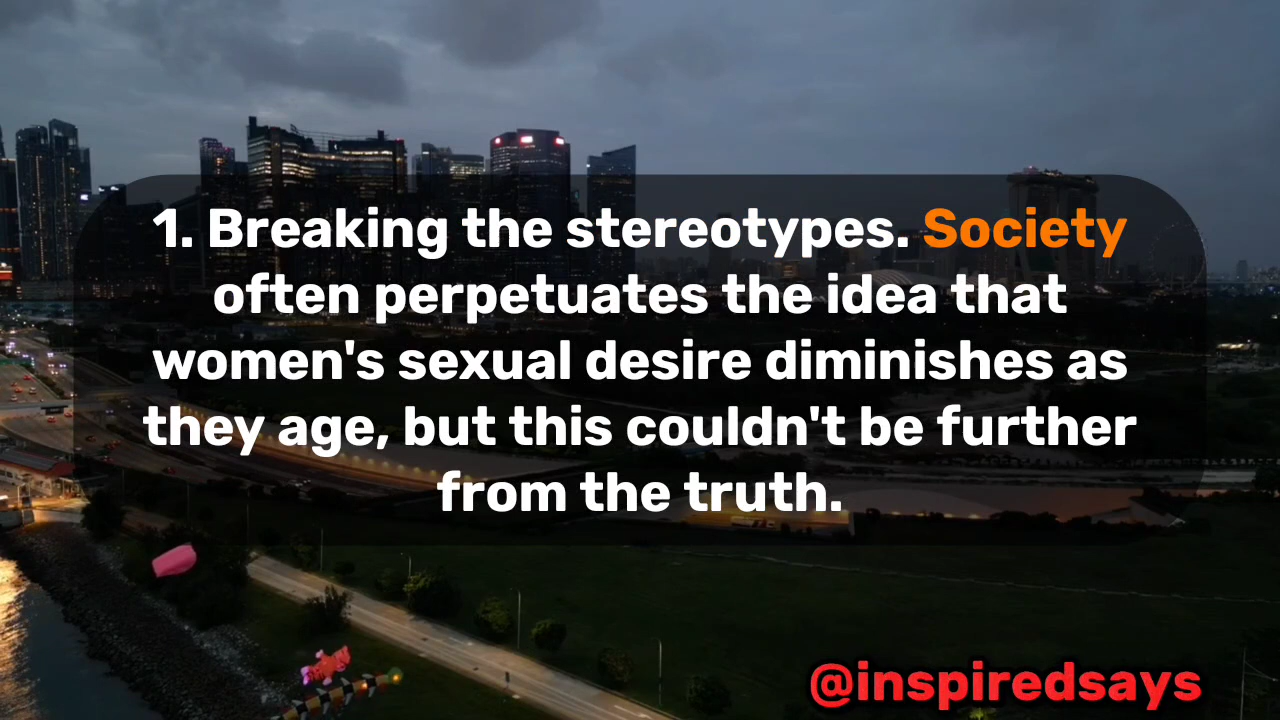 1. Breaking the stereotypes. Society
often perpetuates the idea that
women's sexual desire diminishes as
they age, but this couldn't be further
from the truth.
@inspiredsays